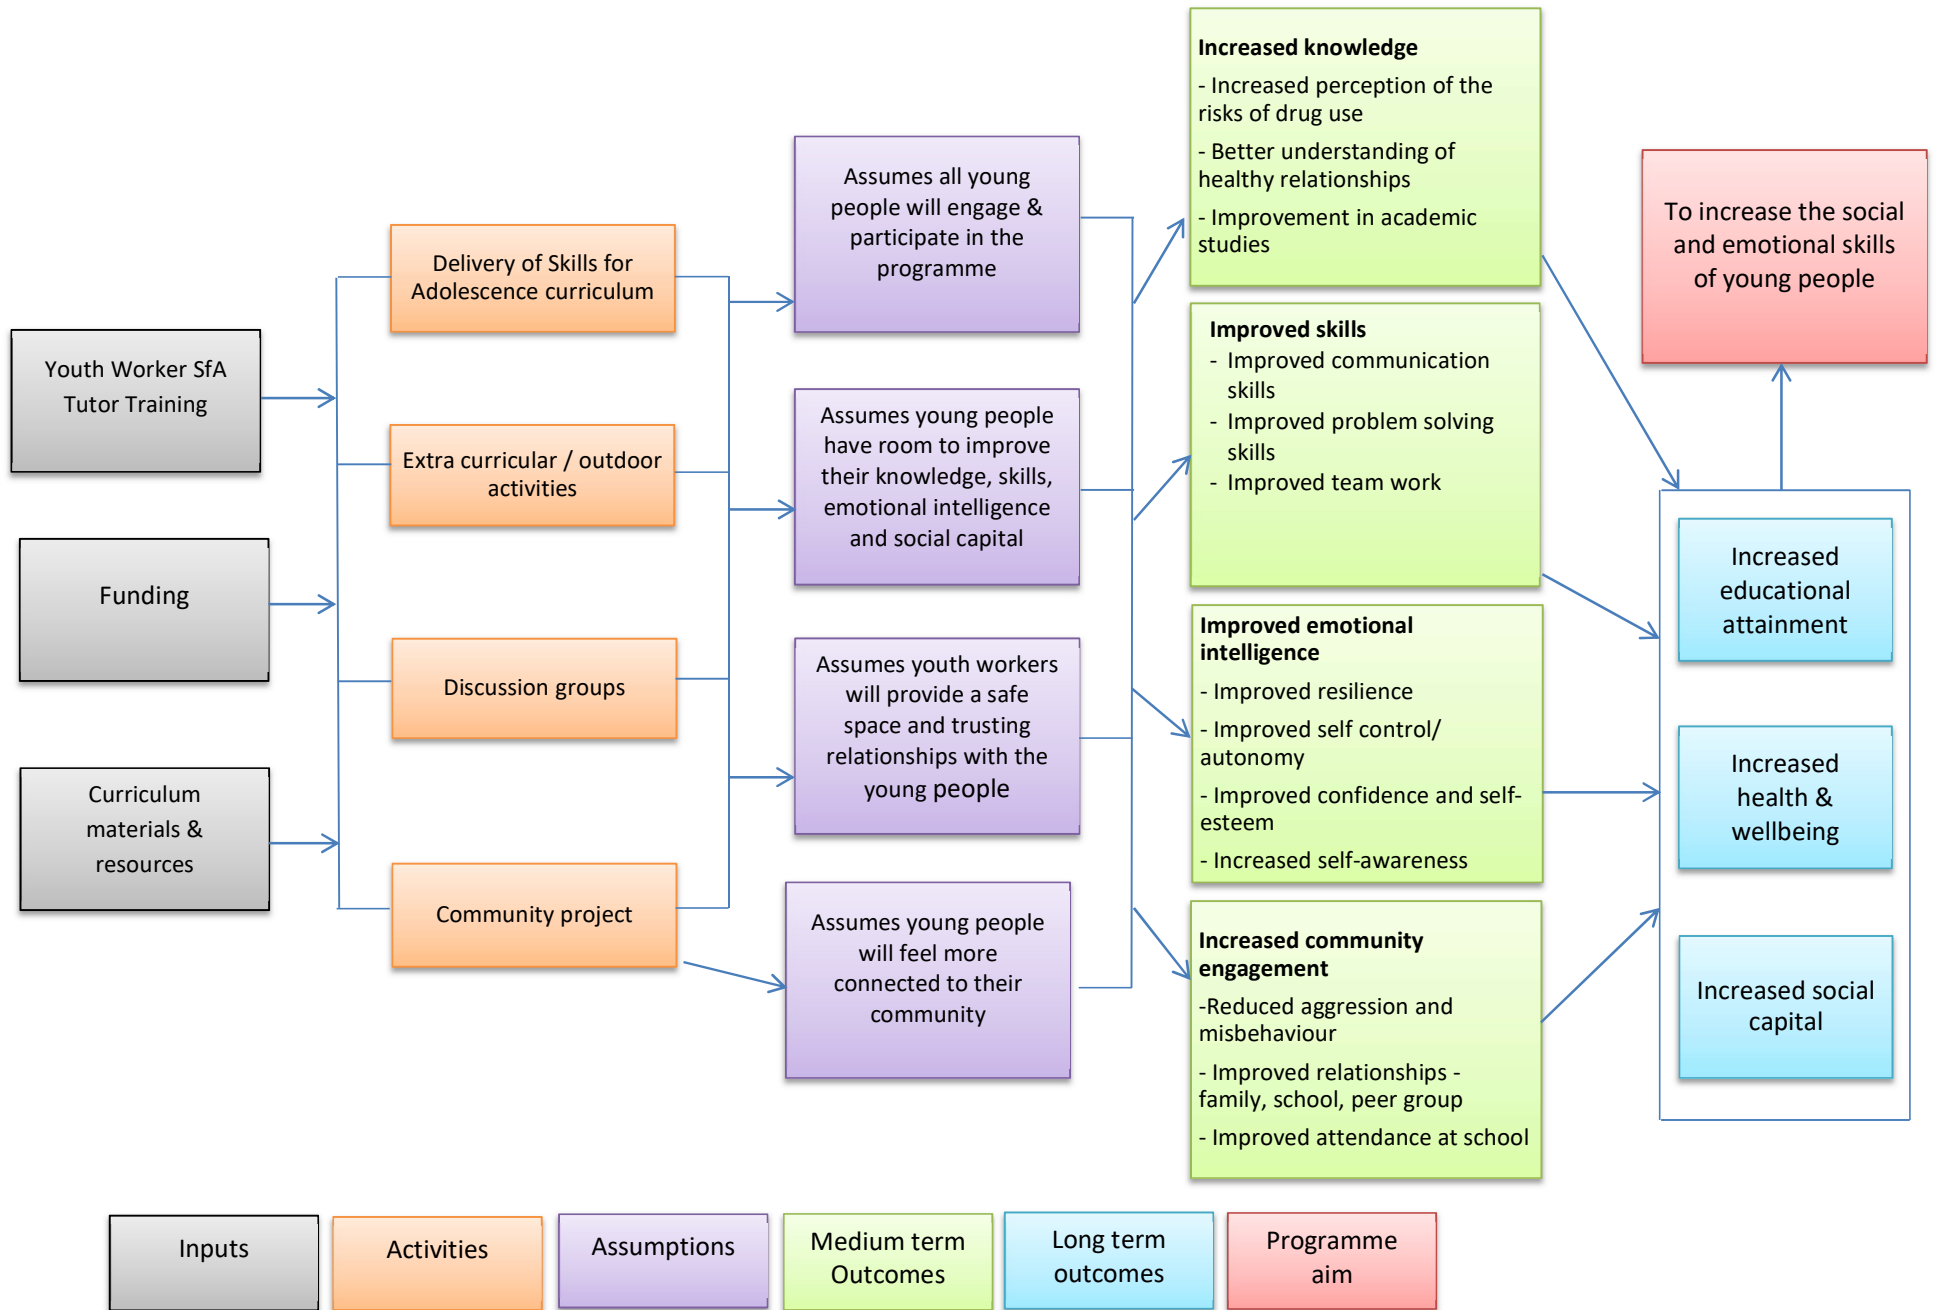 Youth Worker SfA
Tutor Training
Funding
Curriculum
materials &
resources
Delivery of Skills for
Adolescence curriculum
Extra curricular / outdoor
activities
Discussion groups
Community project
Assumes all young
people will engage &
participate in the
programme
Assumes young people
have room to improve
their knowledge, skills,
emotional intelligence
and social capital
Assumes youth workers
will provide a safe
space and trusting
relationships with the
young people
Assumes young people
will feel more
connected to their
community
Increased knowledge
- Increased perception of the
risks of drug use
- Better understanding of
healthy relationships
- Improvement in academic
studies
Improved skills
- Improved communication
skills
- Improved problem solving
skills
- Improved team work
Improved emotional
intelligence
- Improved resilience
- Improved self control/
autonomy
- Improved confidence and self-
esteem
- Increased self-awareness
Increased community
engagement
-Reduced aggression and
misbehaviour
- Improved relationships -
family, school, peer group
- Improved attendance at school
To increase the social
and emotional skills
of young people
Increased
educational
attainment
Increased
health &
wellbeing
Increased social
capital
Inputs
Activities
Assumptions
Medium term
Outcomes
Long term
outcomes
Programme
aim